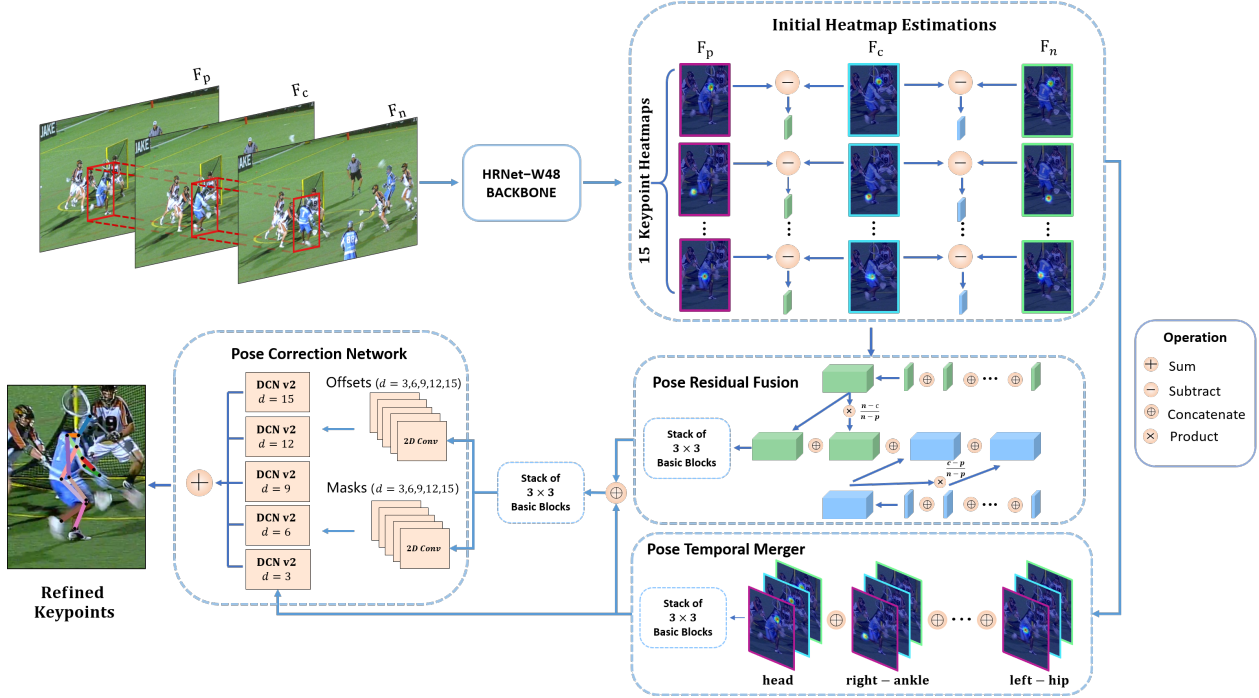 Initial Heatmap Estimations
F_p
F_c
F_n
F_p
F_c
F_n
JAKE
JAKE
AKE
HRNet−W48
BACKBONE
15 Keypoint Heatmaps
−
−
−
−
−
−
Operation
+ Sum
− Subtract
⊕ Concatenate
× Product
Pose Residual Fusion
⊕ ⊕ ... ⊕
× n − c
n − p
Stack of
3 × 3
Basic Blocks
⊕ ⊕ ⊕
c − p
n − p
×
⊕ ⊕ ... ⊕
Pose Temporal Merger
Stack of
3 × 3
Basic Blocks
⊕ ⊕ ... ⊕
head
right − ankle
left − hip
⊕
Stack of
3 × 3
Basic Blocks
Pose Correction Network
Offsets (d = 3,6,9,12,15)
2D Conv
Masks (d = 3,6,9,12,15)
2D Conv
DCN v2
d = 15
DCN v2
d = 12
DCN v2
d = 9
DCN v2
d = 6
DCN v2
d = 3
+
Refined
Keypoints